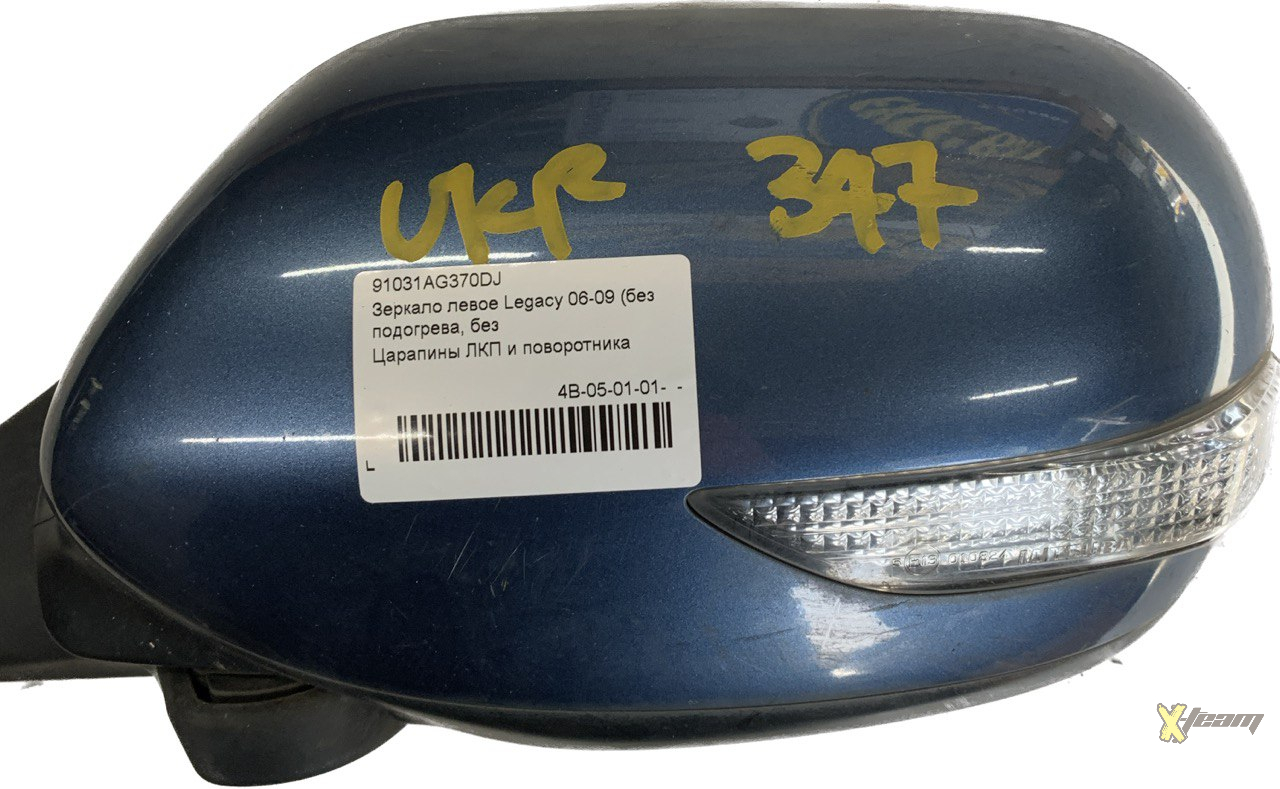 UKR 347
91031AG370DJ
Зеркало левое Legacy 06-09 (без
подогрева, без
Царапины ЛКП и поворотника
4B-05-01-01- -
L
X-team